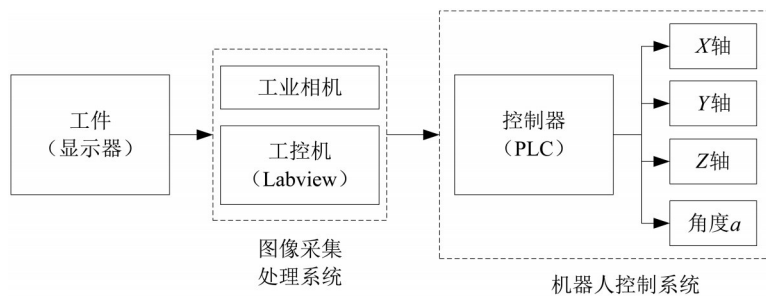 工件
（显示器）
工业相机
工控机
（Labview）
图像采集
处理系统
控制器
（PLC）
X轴
Y轴
Z轴
角度a
机器人控制系统